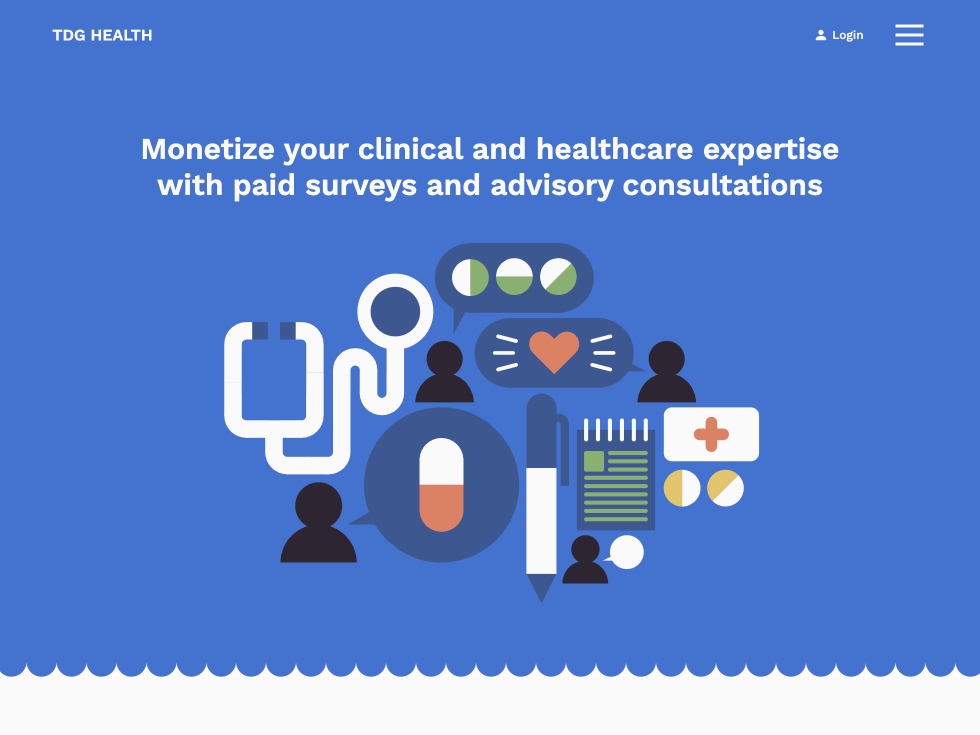 TDG HEALTH
Login
Monetize your clinical and healthcare expertise
with paid surveys and advisory consultations